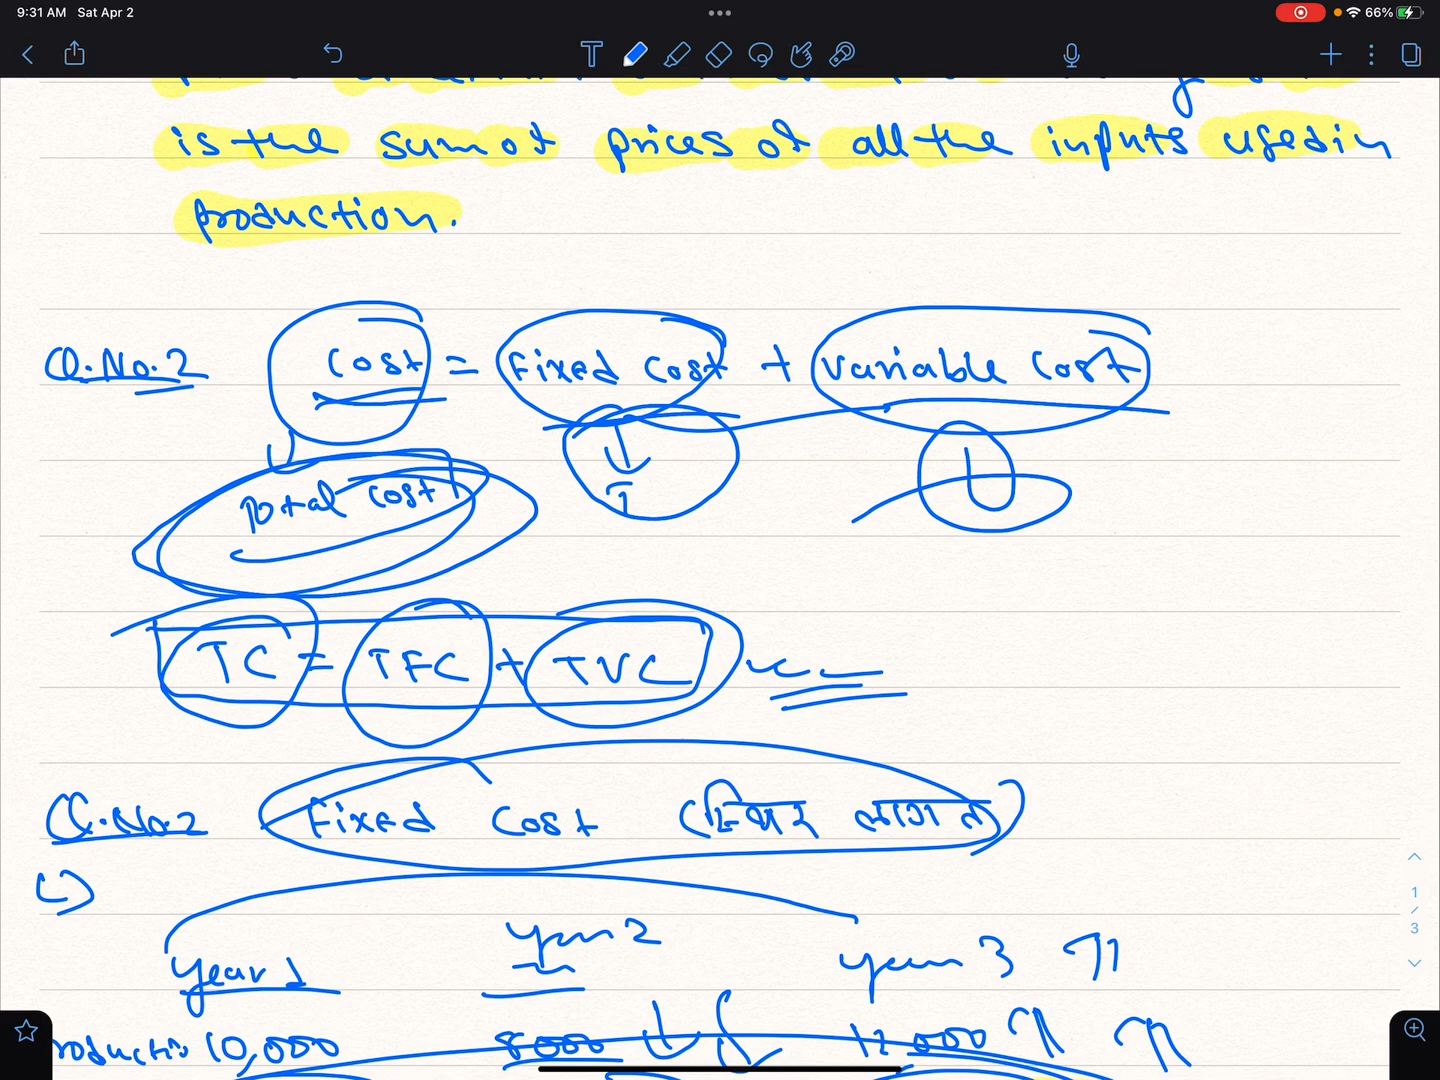 9:31 AM Sat Apr 2
66%
is the sum of prices of all the inputs used in
production.
Q.No.2 Cost = Fixed Cost + Variable Cost
Total Cost
TC = TFC + TVC
Q.No.2 Fixed Cost (स्थिर लागत)
year 1 year 2 year 3
roduction 10,000 8000 12000
1
/
3